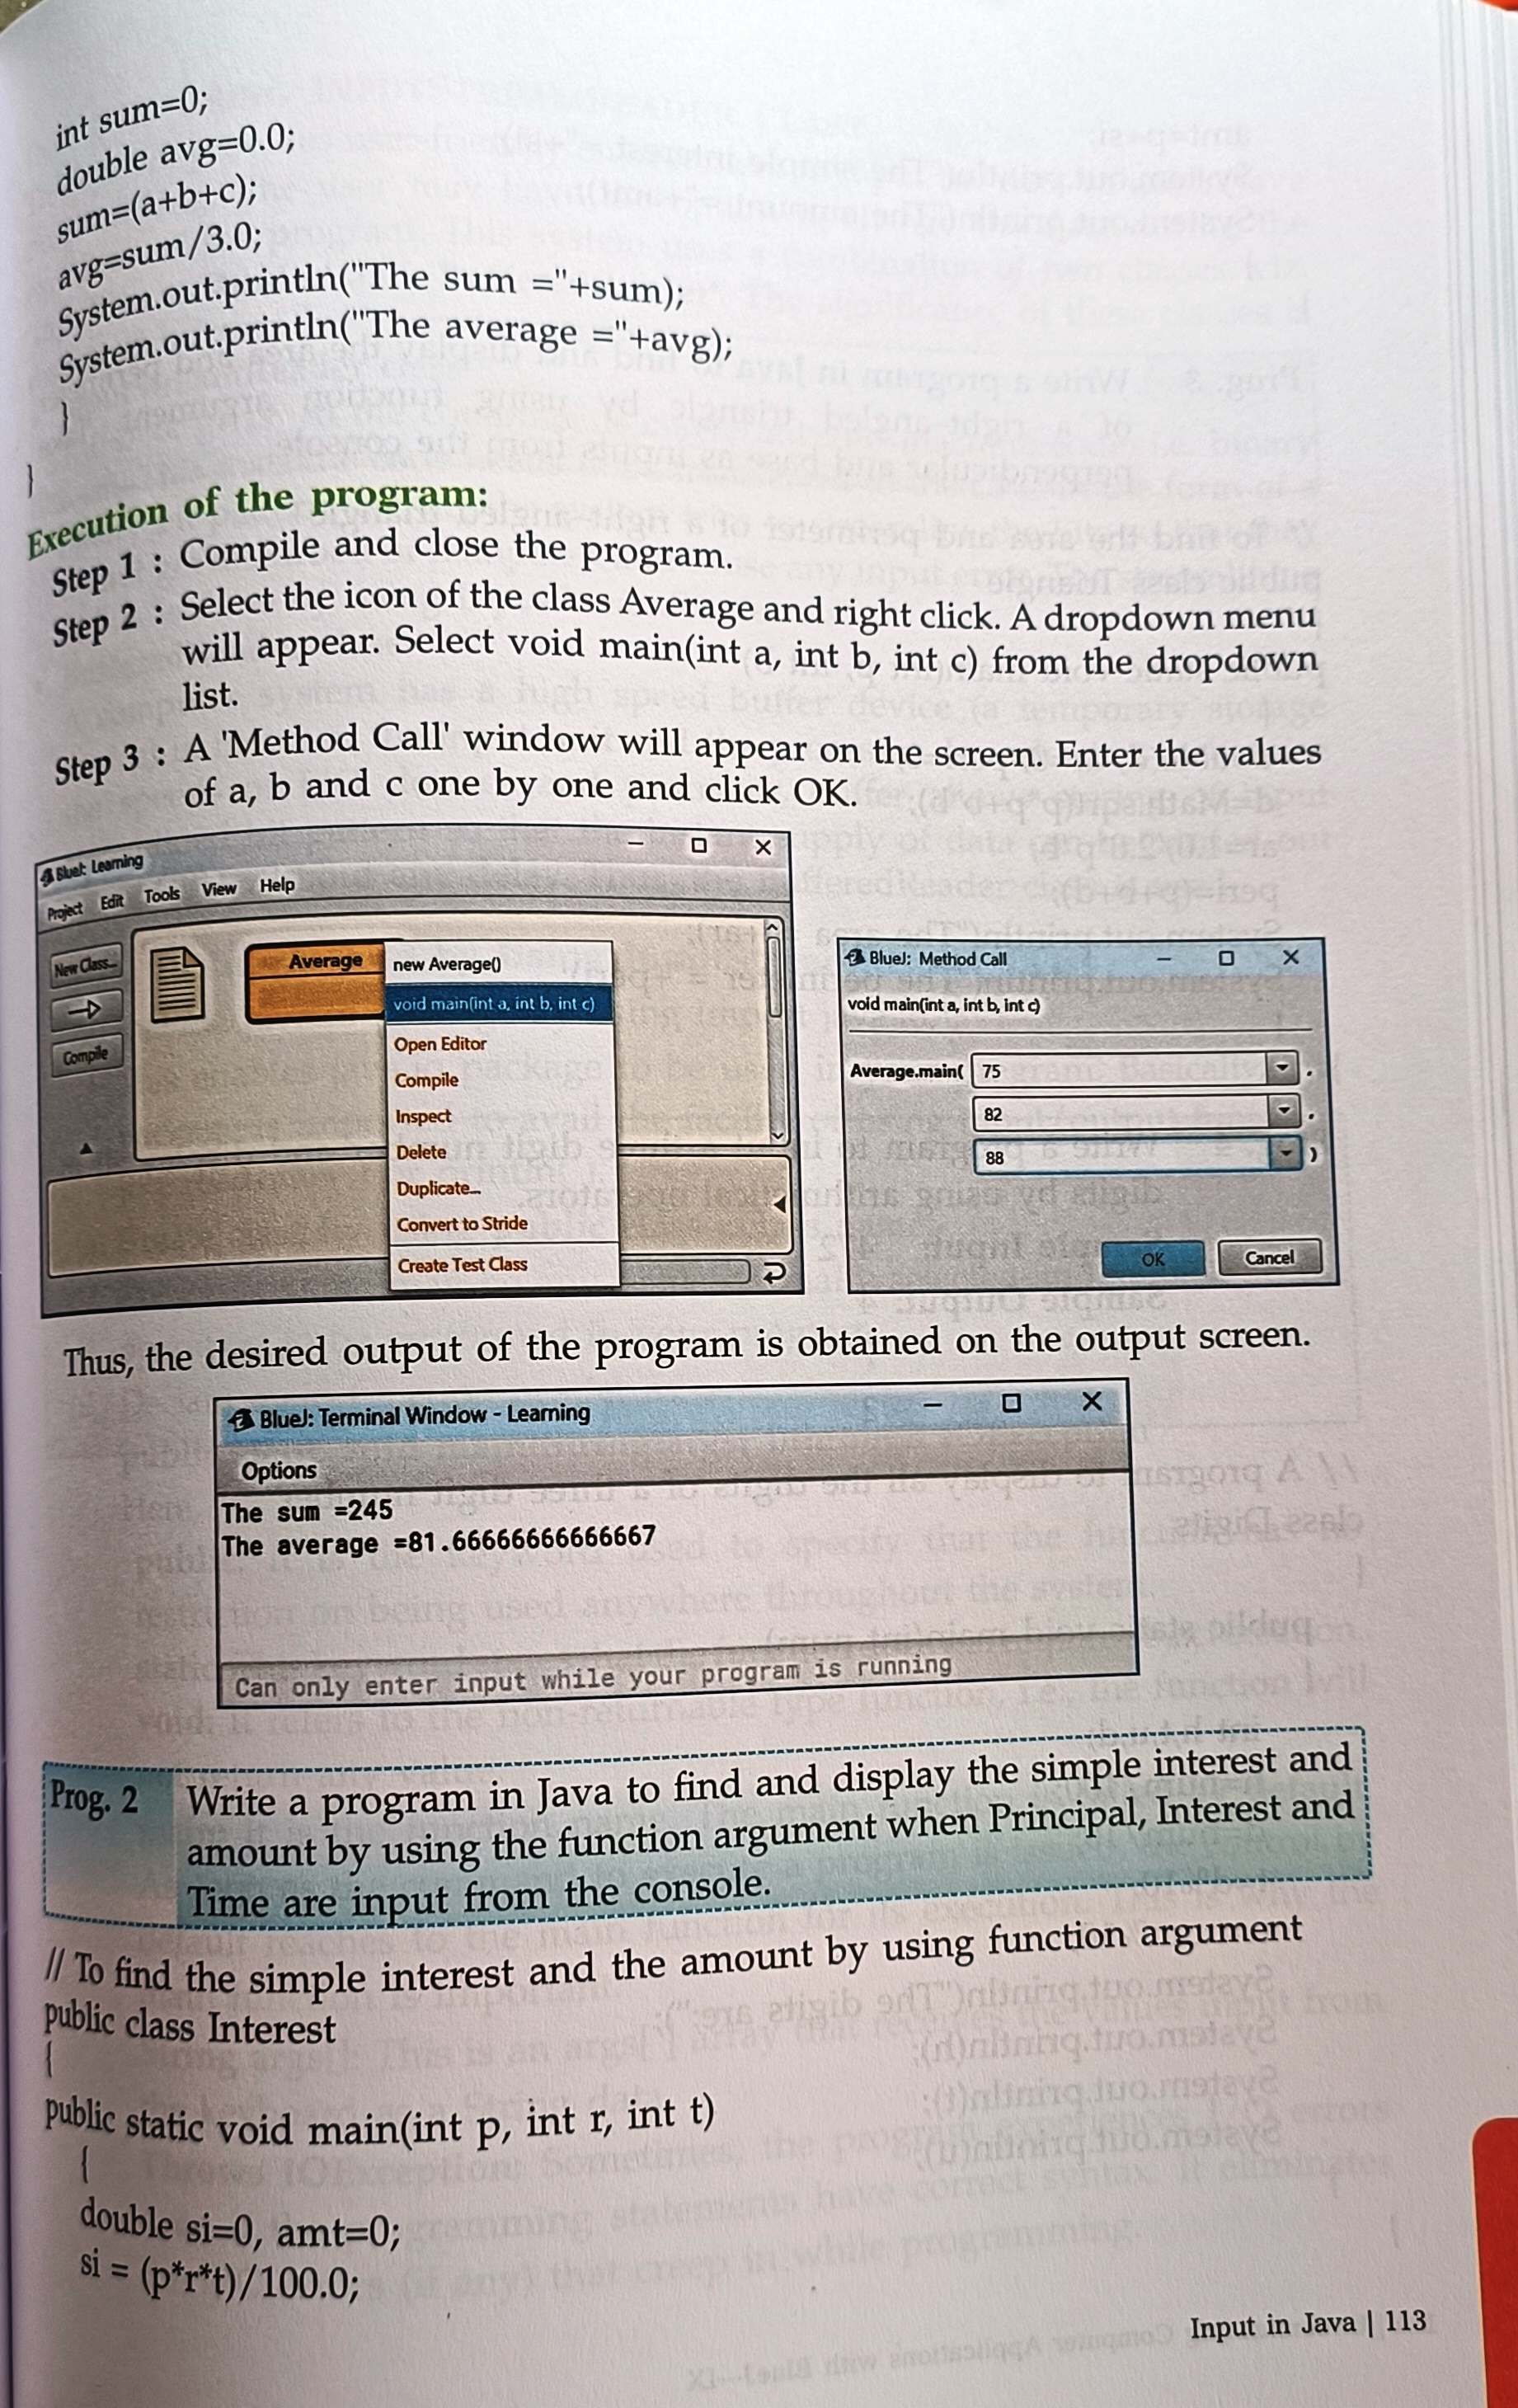 int sum=0;
double avg=0.0;
sum=(a+b+c);
avg=sum/3.0;
System.out.println("The sum ="+sum);
System.out.println("The average ="+avg);
}
}
Execution of the program:
Step 1 : Compile and close the program.
Step 2 : Select the icon of the class Average and right click. A dropdown menu
will appear. Select void main(int a, int b, int c) from the dropdown
list.
Step 3 : A 'Method Call' window will appear on the screen. Enter the values
of a, b and c one by one and click OK.
BlueJ: Learning
Project Edit Tools View Help
New Class...
Compile
Average
new Average()
void main(int a, int b, int c)
Open Editor
Compile
Inspect
Delete
Duplicate...
Convert to Stride
Create Test Class
BlueJ: Method Call
void main(int a, int b, int c)
Average.main( 75 ,
82 ,
88 )
OK Cancel
Thus, the desired output of the program is obtained on the output screen.
BlueJ: Terminal Window - Learning
Options
The sum =245
The average =81.66666666666667
Can only enter input while your program is running
Prog. 2 Write a program in Java to find and display the simple interest and
amount by using the function argument when Principal, Interest and
Time are input from the console.
// To find the simple interest and the amount by using function argument
public class Interest
{
public static void main(int p, int r, int t)
{
double si=0, amt=0;
si = (p*r*t)/100.0;
Input in Java | 113